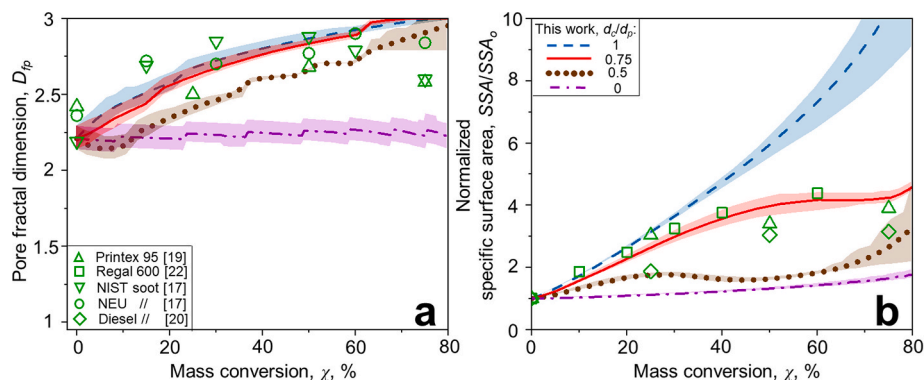 3
2.5
2
1.5
1
0
20
40
60
80
Pore fractal dimension, D_fp
Mass conversion, χ, %
Printex 95 [19]
Regal 600 [22]
NIST soot [17]
NEU // [17]
Diesel // [20]
a
10
8
6
4
2
0
0
20
40
60
80
Normalized
specific surface area, SSA/SSA_o
Mass conversion, χ, %
This work, d_c/d_p:
1
0.75
0.5
0
b